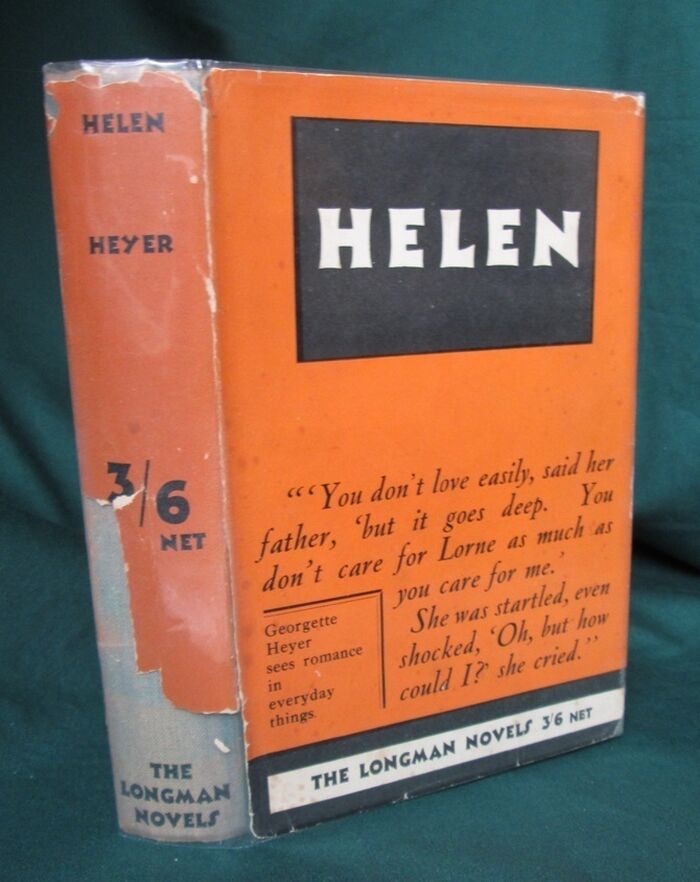 HELEN
HEYER
3/6
NET
THE
LONGMAN
NOVELS
HELEN
"'You don't love easily, said her
father, 'but it goes deep. You
don't care for Lorne as much as
you care for me.'
She was startled, even
shocked, 'Oh, but how
could I?' she cried."
Georgette
Heyer
sees romance
in
everyday
things.
THE LONGMAN NOVELS 3/6 NET